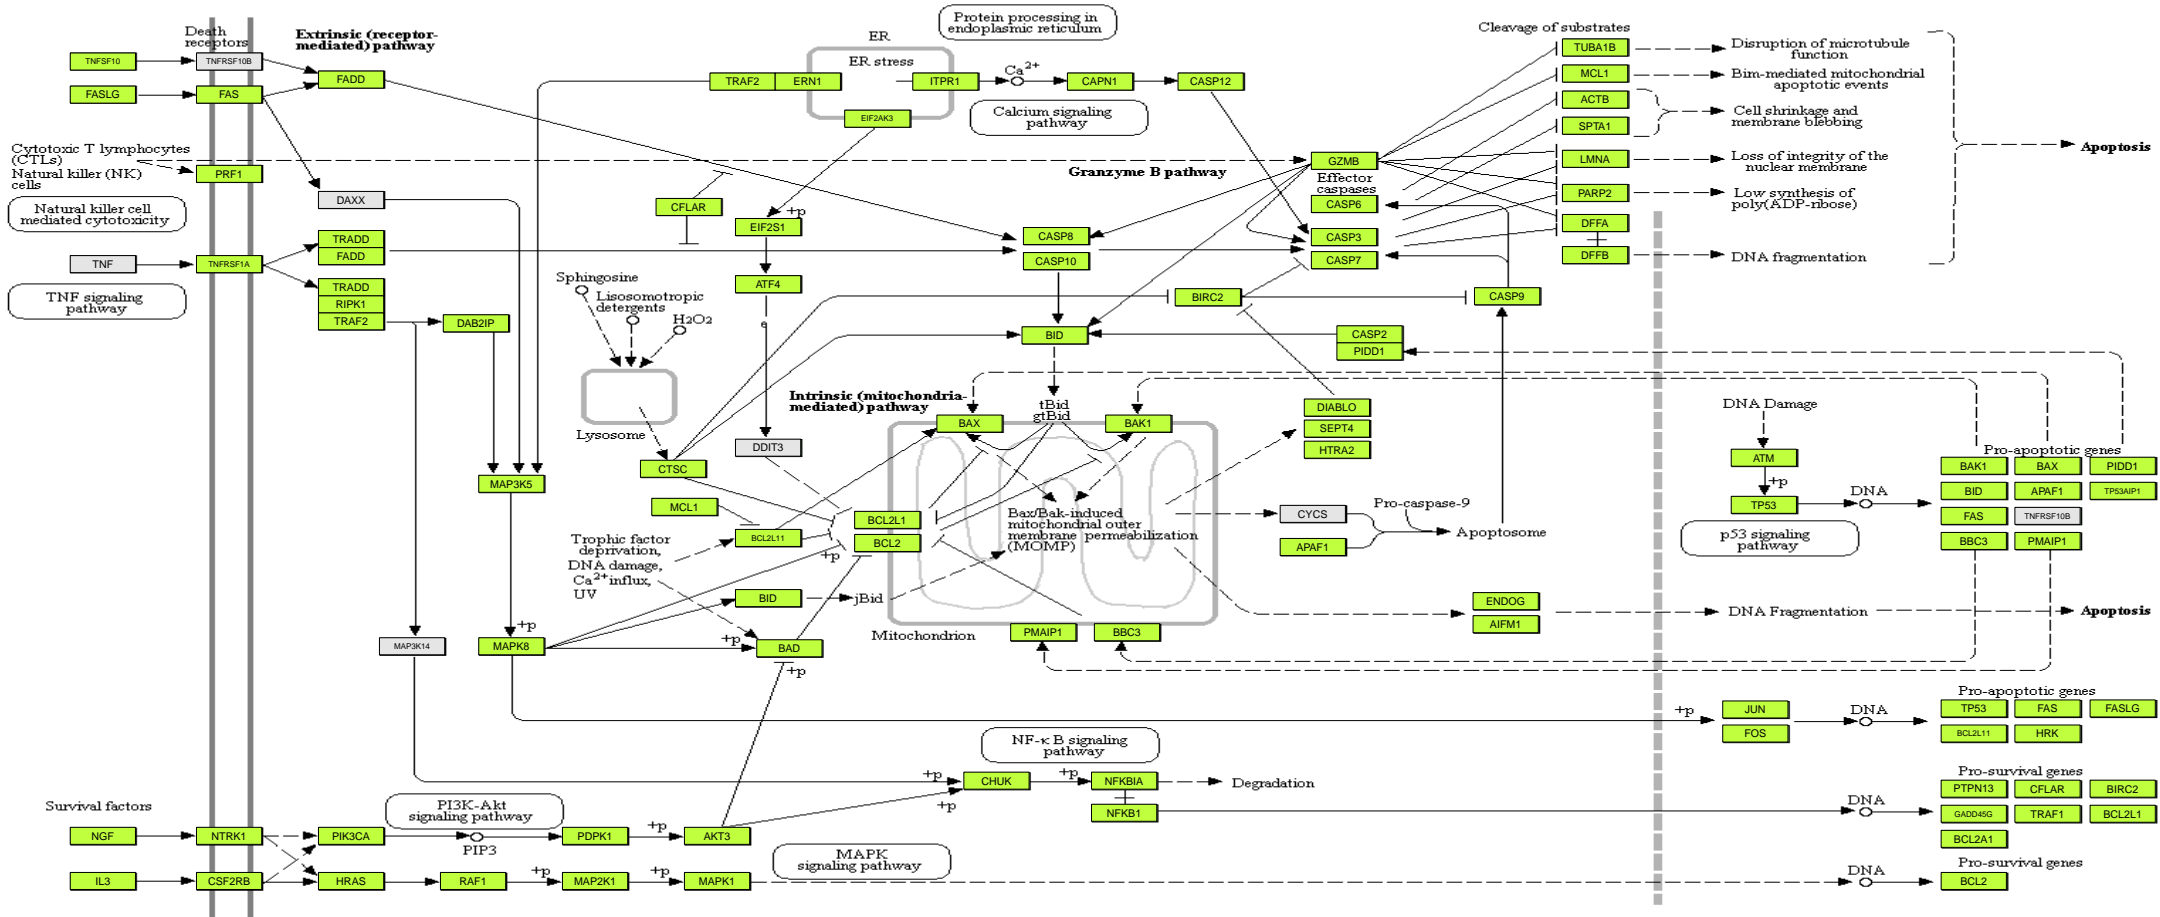 Protein processing in
endoplasmic reticulum
ER
Cleavage of substrates
Death
receptors
Extrinsic (receptor-
mediated) pathway
TNFSF10
TNFRSF10B
FADD
FASLG
FAS
TRAF2
ERN1
ER stress
ITPR1
Ca2+
CAPN1
CASP12
EIF2AK3
Calcium signaling
pathway
TUBA1B
Disruption of microtubule
function
MCL1
Bim-mediated mitochondrial
apoptotic events
ACTB
SPTA1
Cell shrinkage and
membrane blebbing
Apoptosis
Cytotoxic T lymphocytes
(CTLs)
Natural killer (NK)
cells
PRF1
Natural killer cell
mediated cytotoxicity
DAXX
Granzyme B pathway
GZMB
LMNA
Loss of integrity of the
nuclear membrane
Effector
caspases
CASP6
PARP2
Low synthesis of
poly(ADP-ribose)
CFLAR
+p
EIF2S1
CASP8
CASP10
CASP3
CASP7
DFFA
DFFB
DNA fragmentation
TRADD
FADD
TNF
TNFRSF1A
TNF signaling
pathway
TRADD
RIPK1
TRAF2
DAB2IP
Sphingosine
Lisosomotropic
detergents
H2O2
ATF4
e
BIRC2
CASP9
BID
CASP2
PIDD1
Lysosome
Intrinsic (mitochondria-
mediated) pathway
tBid
gtBid
BAX
BAK1
DIABLO
SEPT4
HTRA2
DNA Damage
DDIT3
CTSC
MAP3K5
MCL1
BCL2L11
BCL2L1
BCL2
+p
Bax/Bak-induced
mitochondrial outer
membrane permeabilization
(MOMP)
CYCS
Pro-caspase-9
APAF1
Apoptosome
ATM
+p
TP53
DNA
p53 signaling
pathway
Pro-apoptotic genes
BAK1
BAX
PIDD1
BID
APAF1
TP53AIP1
FAS
TNFRSF10B
BBC3
PMAIP1
Trophic factor
deprivation,
DNA damage,
Ca2+influx,
UV
BID
jBid
ENDOG
AIFM1
DNA Fragmentation
Apoptosis
MAP3K14
+p
MAPK8
+p
BAD
+p
Mitochondrion
PMAIP1
BBC3
+p
JUN
FOS
DNA
Pro-apoptotic genes
TP53
FAS
FASLG
BCL2L11
HRK
NF-κ B signaling
pathway
+p
CHUK
+p
NFKBIA
Degradation
+p
NFKB1
DNA
Pro-survival genes
PTPN13
CFLAR
BIRC2
GADD45G
TRAF1
BCL2L1
BCL2A1
Survival factors
PI3K-Akt
signaling pathway
NGF
NTRK1
PIK3CA
PIP3
PDPK1
+p
AKT3
MAPK
signaling pathway
IL3
CSF2RB
HRAS
RAF1
+p
MAP2K1
+p
MAPK1
DNA
Pro-survival genes
BCL2